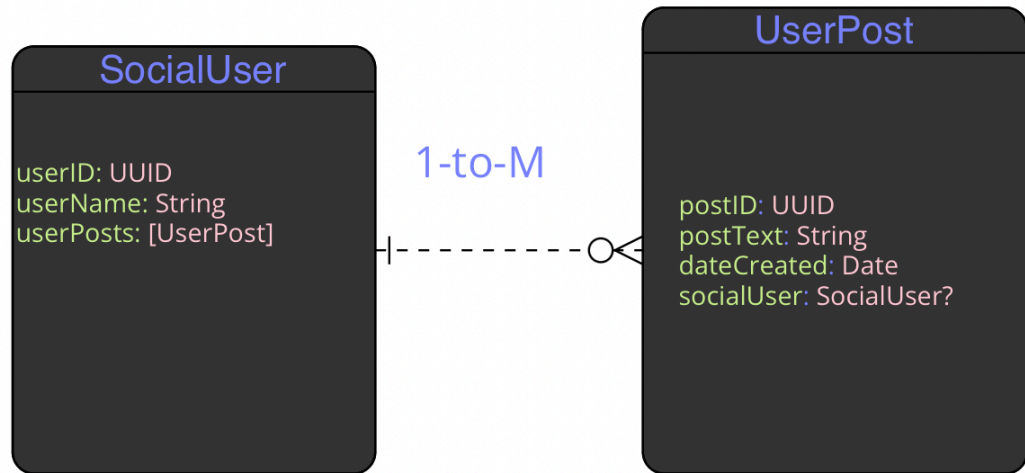 SocialUser
userID: UUID
userName: String
userPosts: [UserPost]
1-to-M
UserPost
postID: UUID
postText: String
dateCreated: Date
socialUser: SocialUser?